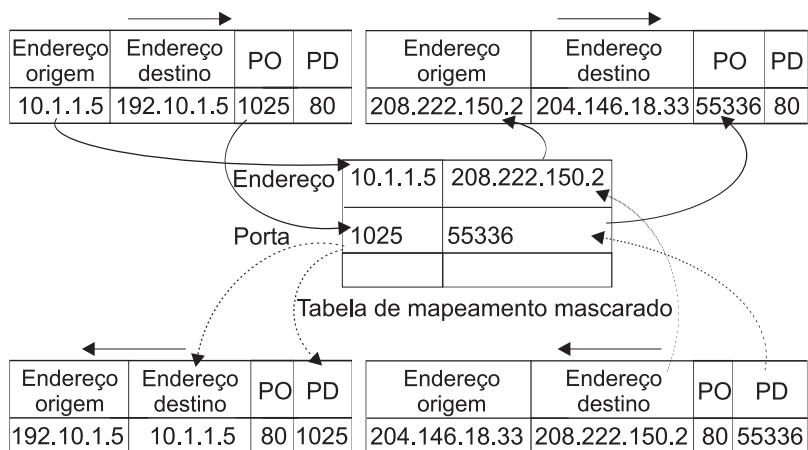 Endereço origem Endereço destino PO PD
10.1.1.5 192.10.1.5 1025 80
Endereço origem Endereço destino PO PD
208.222.150.2 204.146.18.33 55336 80
Endereço 10.1.1.5 208.222.150.2
Porta 1025 55336
Tabela de mapeamento mascarado
Endereço origem Endereço destino PO PD
192.10.1.5 10.1.1.5 80 1025
Endereço origem Endereço destino PO PD
204.146.18.33 208.222.150.2 80 55336